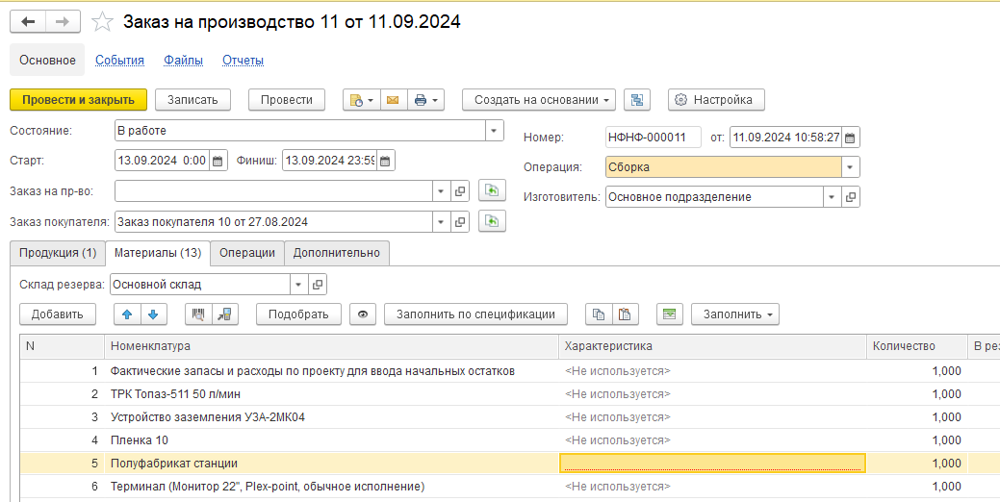 Заказ на производство 11 от 11.09.2024
Основное События Файлы Отчеты
Провести и закрыть Записать Провести Создать на основании Настройка
Состояние: В работе
Номер: НФНФ-000011 от: 11.09.2024 10:58:27
Старт: 13.09.2024 0:00 Финиш: 13.09.2024 23:59
Операция: Сборка
Заказ на пр-во:
Изготовитель: Основное подразделение
Заказ покупателя: Заказ покупателя 10 от 27.08.2024
Продукция (1) Материалы (13) Операции Дополнительно
Склад резерва: Основной склад
Добавить Подобрать Заполнить по спецификации Заполнить
N Номенклатура Характеристика Количество В рез
1 Фактические запасы и расходы по проекту для ввода начальных остатков <Не используется> 1,000
2 ТРК Топаз-511 50 л/мин <Не используется> 1,000
3 Устройство заземления УЗА-2МК04 <Не используется> 1,000
4 Пленка 10 <Не используется> 1,000
5 Полуфабрикат станции 1,000
6 Терминал (Монитор 22", Plex-point, обычное исполнение) <Не используется> 1,000